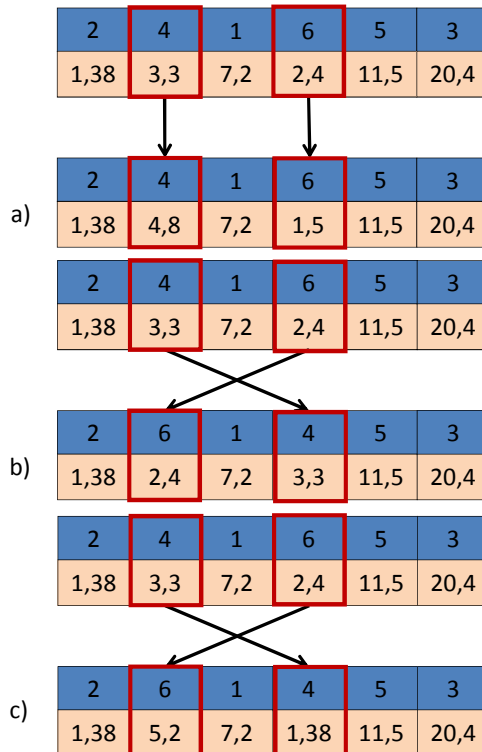 2 4 1 6 5 3
1,38 3,3 7,2 2,4 11,5 20,4
2 4 1 6 5 3
a)
1,38 4,8 7,2 1,5 11,5 20,4
2 4 1 6 5 3
1,38 3,3 7,2 2,4 11,5 20,4
2 6 1 4 5 3
b)
1,38 2,4 7,2 3,3 11,5 20,4
2 4 1 6 5 3
1,38 3,3 7,2 2,4 11,5 20,4
2 6 1 4 5 3
c)
1,38 5,2 7,2 1,38 11,5 20,4